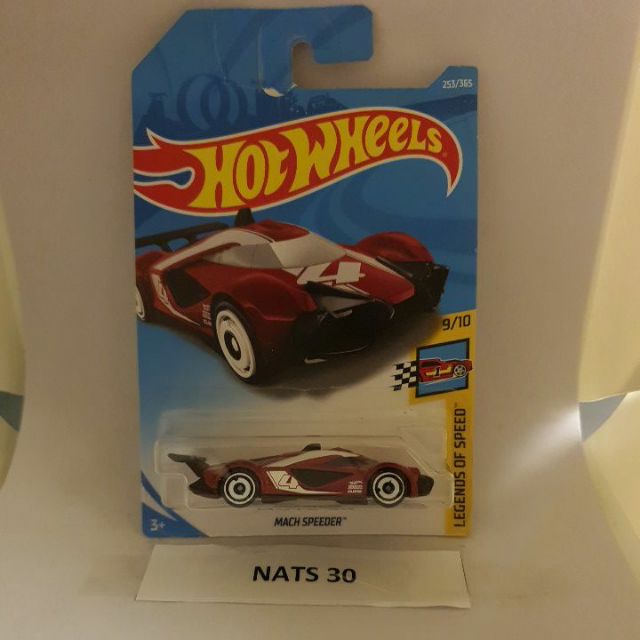 253/365
HOT WHEELS
4
9/10
LEGENDS OF SPEED™
4
MACH SPEEDER™
3+
NATS 30